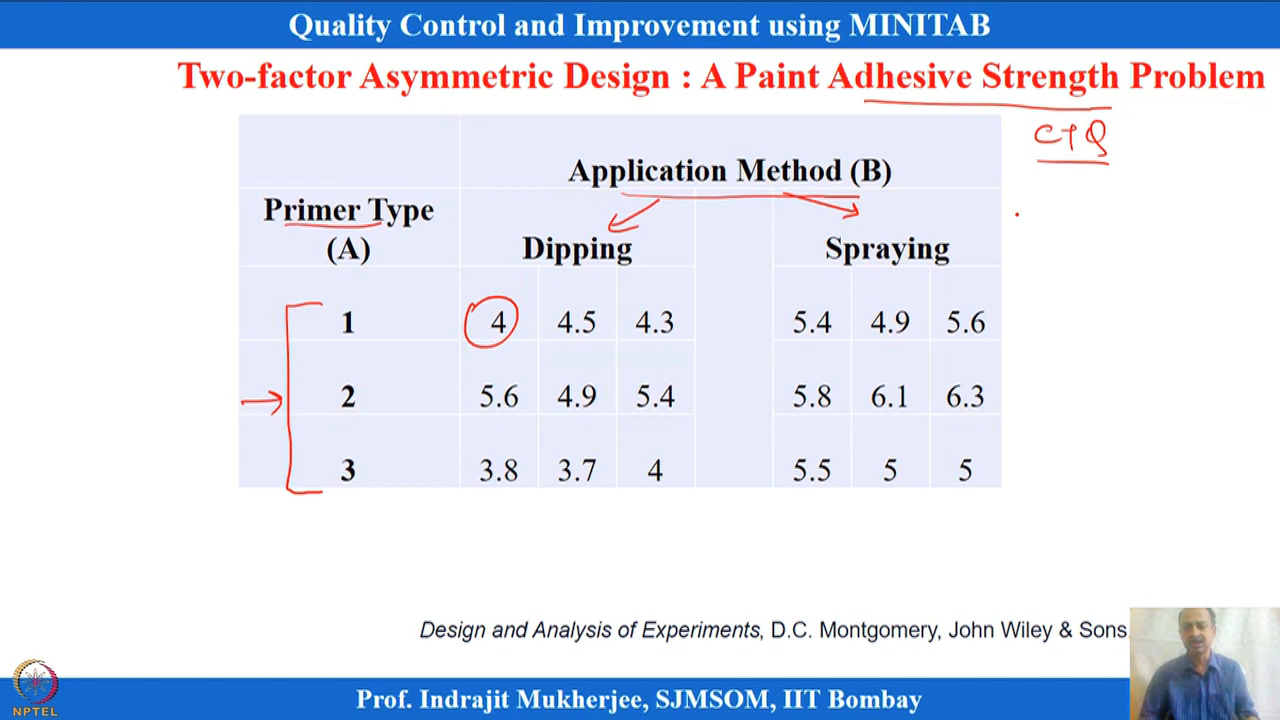 Quality Control and Improvement using MINITAB
Two-factor Asymmetric Design : A Paint Adhesive Strength Problem
CTQ
Application Method (B)
Primer Type
(A)
Dipping Spraying
1 4 4.5 4.3 5.4 4.9 5.6
2 5.6 4.9 5.4 5.8 6.1 6.3
3 3.8 3.7 4 5.5 5 5
Design and Analysis of Experiments, D.C. Montgomery, John Wiley & Sons.
NPTEL
Prof. Indrajit Mukherjee, SJMSOM, IIT Bombay